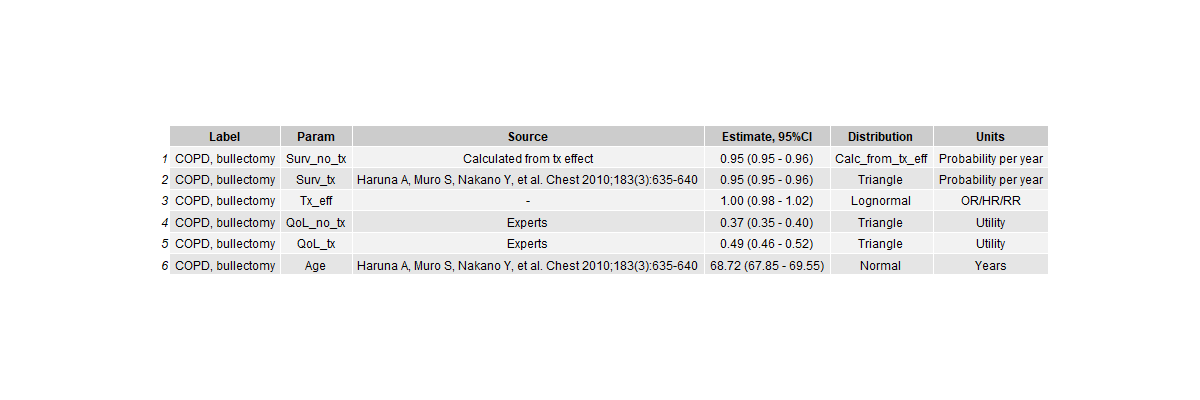 Label Param Source Estimate, 95%CI Distribution Units
1 COPD, bullectomy Surv_no_tx Calculated from tx effect 0.95 (0.95 - 0.96) Calc_from_tx_eff Probability per year
2 COPD, bullectomy Surv_tx Haruna A, Muro S, Nakano Y, et al. Chest 2010;183(3):635-640 0.95 (0.95 - 0.96) Triangle Probability per year
3 COPD, bullectomy Tx_eff - 1.00 (0.98 - 1.02) Lognormal OR/HR/RR
4 COPD, bullectomy QoL_no_tx Experts 0.37 (0.35 - 0.40) Triangle Utility
5 COPD, bullectomy QoL_tx Experts 0.49 (0.46 - 0.52) Triangle Utility
6 COPD, bullectomy Age Haruna A, Muro S, Nakano Y, et al. Chest 2010;183(3):635-640 68.72 (67.85 - 69.55) Normal Years